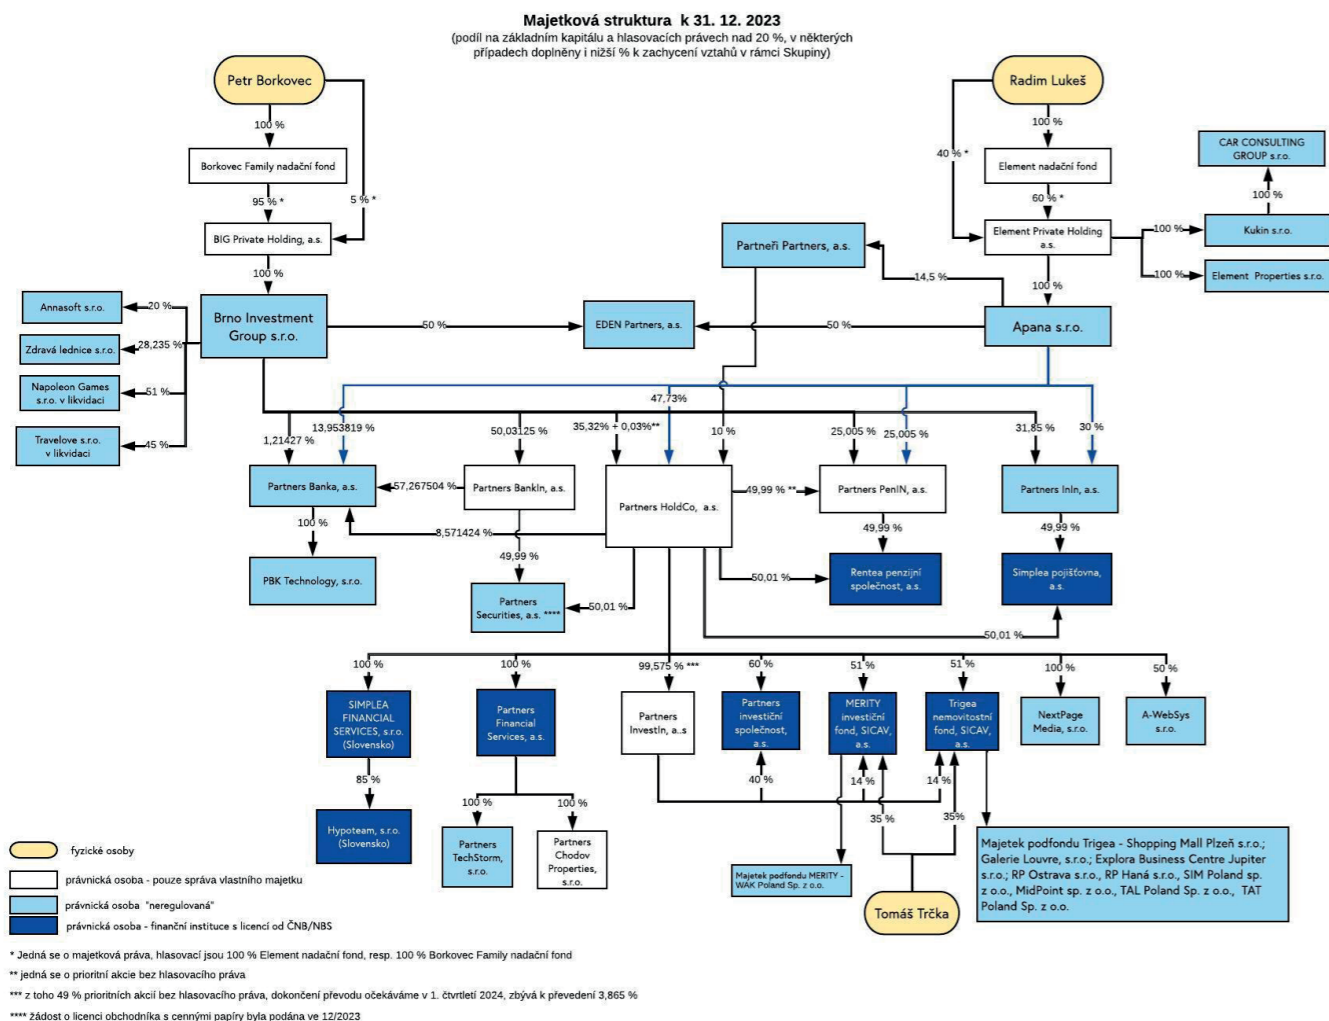 Majetková struktura k 31. 12. 2023
(podíl na základním kapitálu a hlasovacích právech nad 20 %, v některých
případech doplněny i nižší % k zachycení vztahů v rámci Skupiny)
Petr Borkovec
Radim Lukeš
100 %
100 %
CAR CONSULTING
GROUP s.r.o.
Borkovec Family nadační fond
40 % *
Element nadační fond
95 % *
5 % *
60 % *
100 %
BIG Private Holding, a.s.
Partneři Partners, a.s.
Element Private Holding
a.s.
100 %
Kukin s.r.o.
100 %
14,5 %
100 %
100 %
Element Properties s.r.o.
Annasoft s.r.o.
20 %
Brno Investment
Group s.r.o.
50 %
EDEN Partners, a.s.
50 %
Apana s.r.o.
Zdravá lednice s.r.o.
28,235 %
Napoleon Games
s.r.o. v likvidaci
51 %
Travelove s.r.o.
v likvidaci
45 %
47,73%
1,21427 %
13,953819 %
50,03125 %
35,32% + 0,03%**
10 %
25,005 %
25,005 %
31,85 %
30 %
Partners Banka, a.s.
57,267504 %
Partners BankIn, a.s.
Partners HoldCo, a.s.
49,99 % **
Partners PenIN, a.s.
Partners InIn, a.s.
100 %
8,571424 %
49,99 %
49,99 %
49,99 %
PBK Technology, s.r.o.
Partners
Securities, a.s. ****
50,01 %
50,01 %
Rentea penzijní
společnost, a.s.
Simplea pojišťovna,
a.s.
50,01 %
100 %
100 %
99,575 % ***
60 %
51 %
51 %
100 %
50 %
SIMPLEA
FINANCIAL
SERVICES, s.r.o.
(Slovensko)
Partners
Financial
Services, a.s.
Partners
InvestIn, a..s
Partners
investiční
společnost,
a.s.
MERITY
investiční
fond, SICAV,
a.s.
Trigea
nemovitostní
fond, SICAV,
a.s.
NextPage
Media, s.r.o.
A-WebSys
s.r.o.
85 %
40 %
14 %
14 %
100 %
100 %
35 %
35%
Hypoteam, s.r.o.
(Slovensko)
Partners
TechStorm,
s.r.o.
Partners
Chodov
Properties,
s.r.o.
Majetek podfondu MERITY -
WAK Poland Sp. z o.o.
Majetek podfondu Trigea - Shopping Mall Plzeň s.r.o.;
Galerie Louvre, s.r.o.; Explora Business Centre Jupiter
s.r.o.; RP Ostrava s.r.o., RP Haná s.r.o., SIM Poland sp.
z o.o., MidPoint sp. z o.o., TAL Poland Sp. z o.o., TAT
Poland Sp. z o.o.
Tomáš Trčka
fyzické osoby
právnická osoba - pouze správa vlastního majetku
právnická osoba "neregulovaná"
právnická osoba - finanční instituce s licencí od ČNB/NBS
* Jedná se o majetková práva, hlasovací jsou 100 % Element nadační fond, resp. 100 % Borkovec Family nadační fond
** jedná se o prioritní akcie bez hlasovacího práva
*** z toho 49 % prioritních akcií bez hlasovacího práva, dokončení převodu očekáváme v 1. čtvrtletí 2024, zbývá k převedení 3,865 %
**** žádost o licenci obchodníka s cennými papíry byla podána ve 12/2023